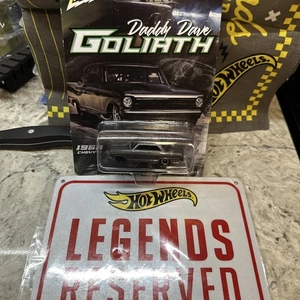 Daddy Dave
GOLIATH
HOT WHEELS
HOT WHEELS
LEGENDS
RESERVED